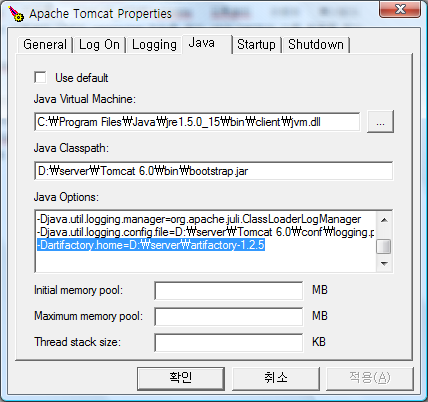 Apache Tomcat Properties
General Log On Logging Java Startup Shutdown
Use default
Java Virtual Machine:
C:₩Program Files₩Java₩jre1.5.0_15₩bin₩client₩jvm.dll
...
Java Classpath:
D:₩server₩Tomcat 6.0₩bin₩bootstrap.jar
Java Options:
-Djava.util.logging.manager=org.apache.juli.ClassLoaderLogManager
-Djava.util.logging.config.file=D:₩server₩Tomcat 6.0₩conf₩logging.p
-Dartifactory.home=D:₩server₩artifactory-1.2.5
Initial memory pool: MB
Maximum memory pool: MB
Thread stack size: KB
확인 취소 적용(A)